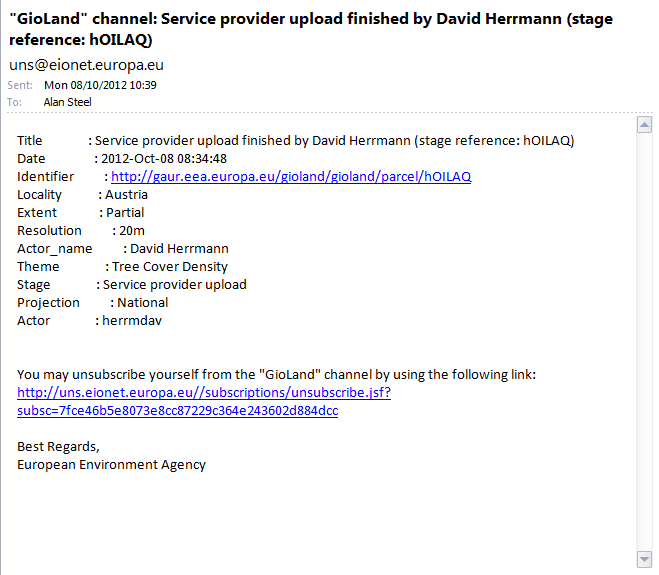 "GioLand" channel: Service provider upload finished by David Herrmann (stage
reference: hOILAQ)
uns@eionet.europa.eu
Sent: Mon 08/10/2012 10:39
To: Alan Steel
Title : Service provider upload finished by David Herrmann (stage reference: hOILAQ)
Date : 2012-Oct-08 08:34:48
Identifier : http://gaur.eea.europa.eu/gioland/gioland/parcel/hOILAQ
Locality : Austria
Extent : Partial
Resolution : 20m
Actor_name : David Herrmann
Theme : Tree Cover Density
Stage : Service provider upload
Projection : National
Actor : herrmdav
You may unsubscribe yourself from the "GioLand" channel by using the following link:
http://uns.eionet.europa.eu//subscriptions/unsubscribe.jsf?
subsc=7fce46b5e8073e8cc87229c364e243602d884dcc
Best Regards,
European Environment Agency